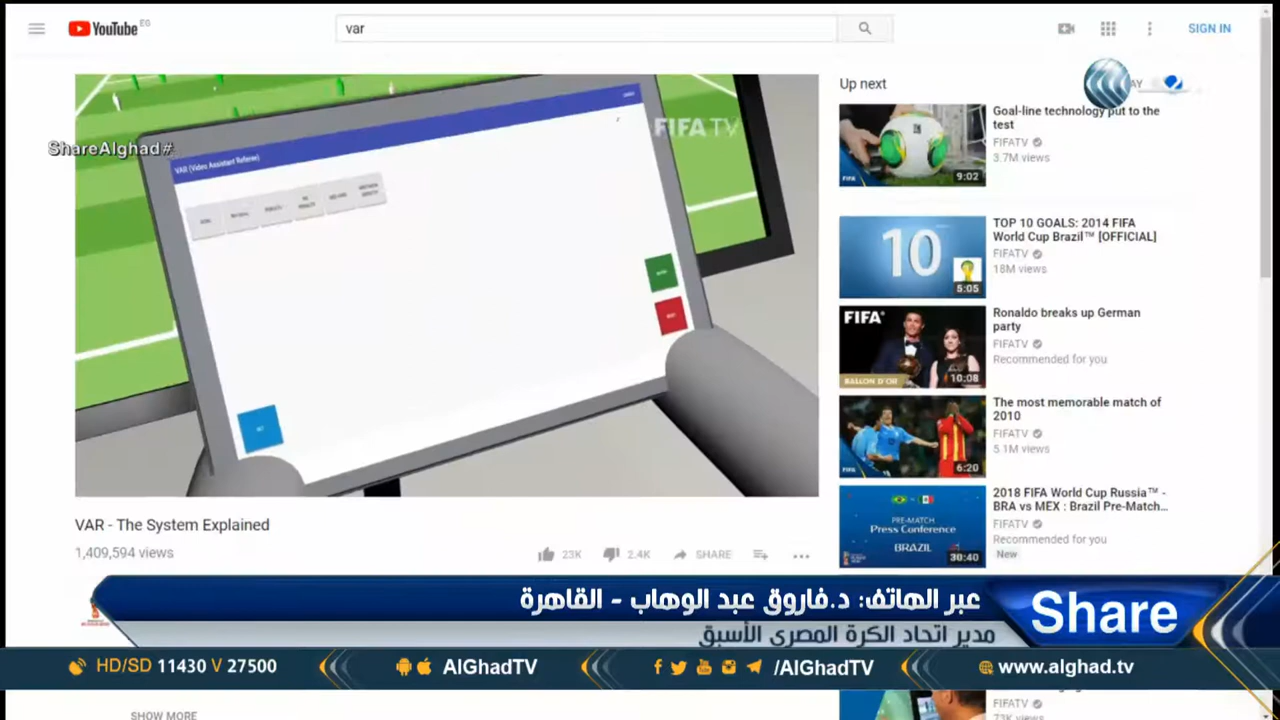 YouTube EG
var
SIGN IN
ShareAlghad#
VAR (Video Assistant Referee)
FIFA TV
Up next
Goal-line technology put to the
test
FIFATV
3.7M views
FIFA
9:02
TOP 10 GOALS: 2014 FIFA
World Cup Brazil™ [OFFICIAL]
FIFATV
18M views
10
5:05
Ronaldo breaks up German
party
FIFATV
Recommended for you
FIFA
BALLON D'OR
10:08
The most memorable match of
2010
FIFATV
5.1M views
FIFA
6:20
2018 FIFA World Cup Russia™ -
BRA vs MEX : Brazil Pre-Match...
FIFATV
Recommended for you
New
PRE-MATCH
Press Conference
BRAZIL
30:40
VAR - The System Explained
1,409,594 views
23K
2.4K
SHARE
عبر الهاتف: د.فاروق عبد الوهاب - القاهرة
مدير اتحاد الكرة المصرى الأسبق
Share
HD/SD 11430 V 27500
AlGhadTV
/AlGhadTV
www.alghad.tv
SHOW MORE
FIFATV